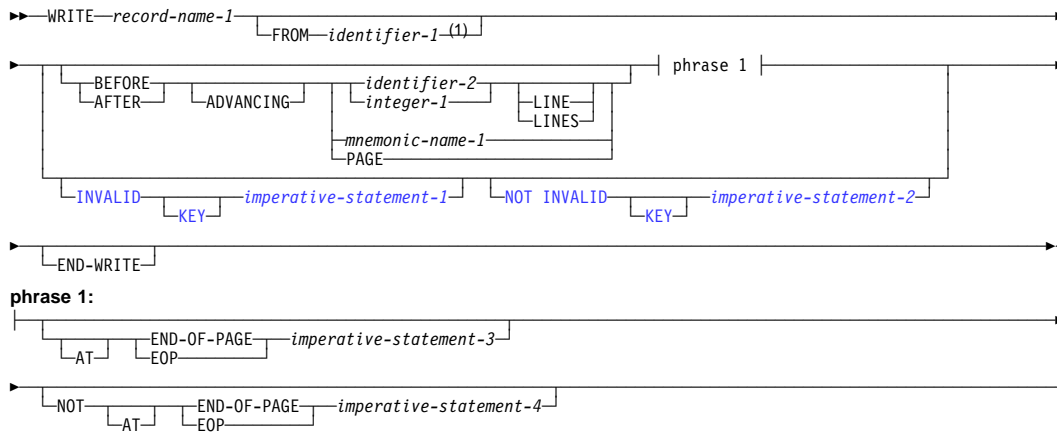 WRITE record-name-1
FROM identifier-1 (1)
phrase 1
BEFORE identifier-2
AFTER ADVANCING integer-1 LINE
LINES
mnemonic-name-1
PAGE
INVALID imperative-statement-1 NOT INVALID imperative-statement-2
KEY KEY
END-WRITE
phrase 1:
END-OF-PAGE imperative-statement-3
AT EOP
NOT END-OF-PAGE imperative-statement-4
AT EOP